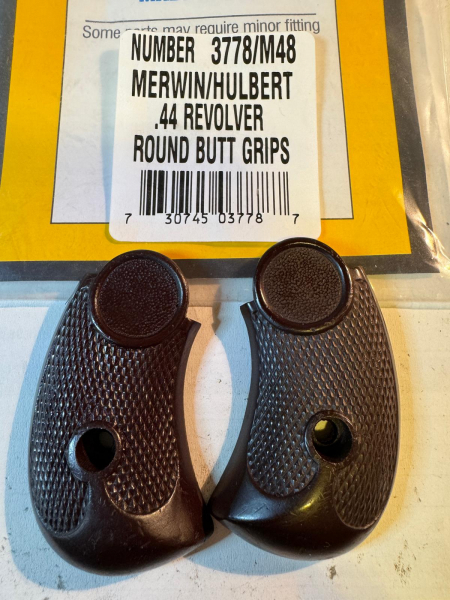 Some parts may require minor fitting
NUMBER 3778/M48
MERWIN/HULBERT
.44 REVOLVER
ROUND BUTT GRIPS
7 30745 03778 7